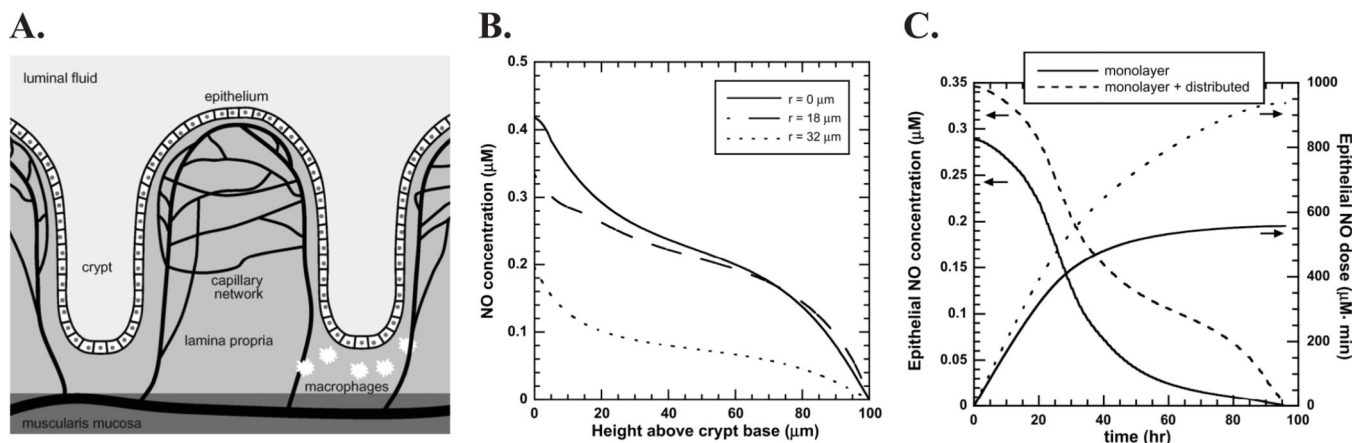 A.
luminal fluid
epithelium
crypt
capillary
network
lamina propria
macrophages
muscularis mucosa
B.
NO concentration (μM)
0.5
0.4
0.3
0.2
0.1
0
0 20 40 60 80 100
Height above crypt base (μm)
r = 0 μm
r = 18 μm
r = 32 μm
C.
monolayer
monolayer + distributed
Epithelial NO concentration (μM)
0.35
0.3
0.25
0.2
0.15
0.1
0.05
0
0 20 40 60 80 100
time (hr)
1000
800
600
400
200
0
Epithelial NO dose
(μM· min)